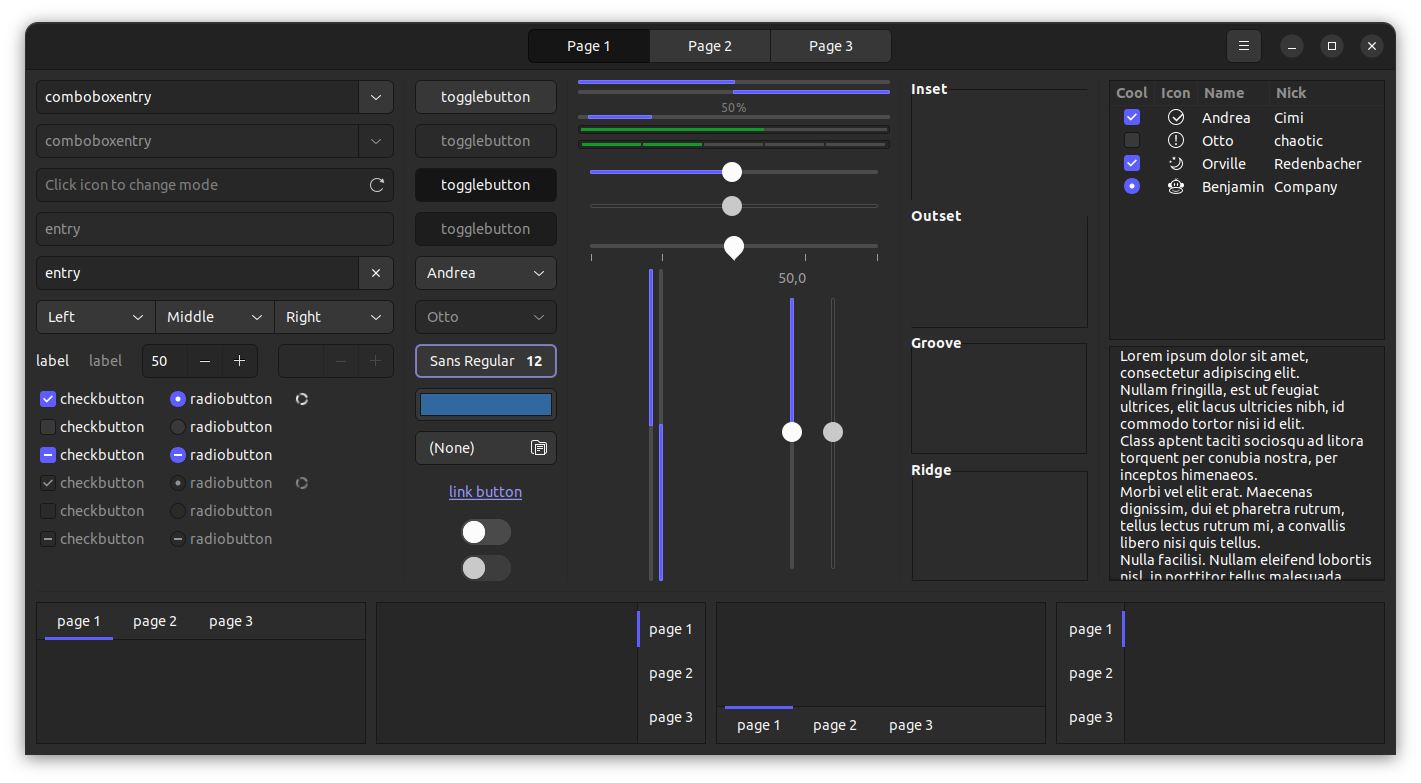 Page 1
Page 2
Page 3
comboboxentry
comboboxentry
Click icon to change mode
entry
entry
Left
Middle
Right
label
label
50
checkbutton
radiobutton
checkbutton
radiobutton
checkbutton
radiobutton
checkbutton
radiobutton
checkbutton
radiobutton
checkbutton
radiobutton
togglebutton
togglebutton
togglebutton
togglebutton
Andrea
Otto
Sans Regular 12
(None)
link button
50%
50,0
Inset
Outset
Groove
Ridge
Cool Icon Name Nick
Andrea Cimi
Otto chaotic
Orville Redenbacher
Benjamin Company
Lorem ipsum dolor sit amet,
consectetur adipiscing elit.
Nullam fringilla, est ut feugiat
ultrices, elit lacus ultricies nibh, id
commodo tortor nisi id elit.
Class aptent taciti sociosqu ad litora
torquent per conubia nostra, per
inceptos himenaeos.
Morbi vel elit erat. Maecenas
dignissim, dui et pharetra rutrum,
tellus lectus rutrum mi, a convallis
libero nisi quis tellus.
Nulla facilisi. Nullam eleifend lobortis
nisl, in porttitor tellus malesuada
page 1
page 2
page 3
page 1
page 2
page 3
page 1
page 2
page 3
page 1
page 2
page 3